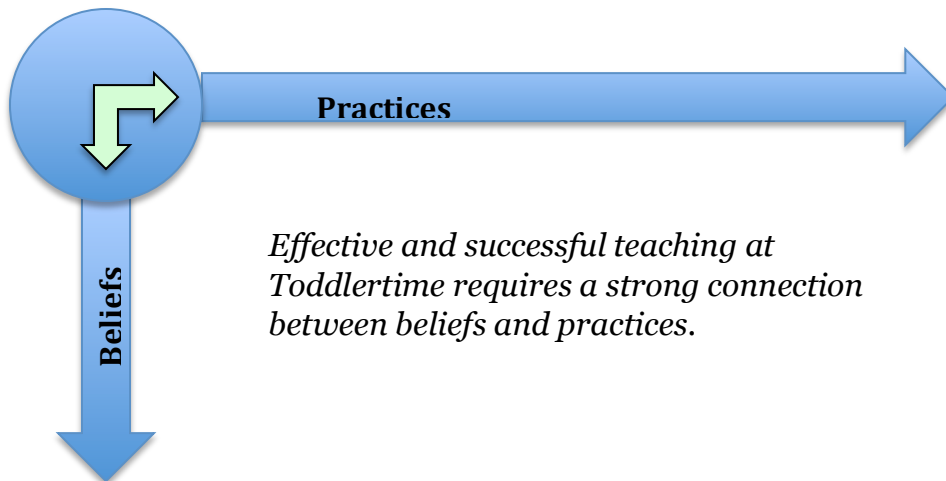 Practices
Effective and successful teaching at
Toddlertime requires a strong connection
between beliefs and practices.
Beliefs